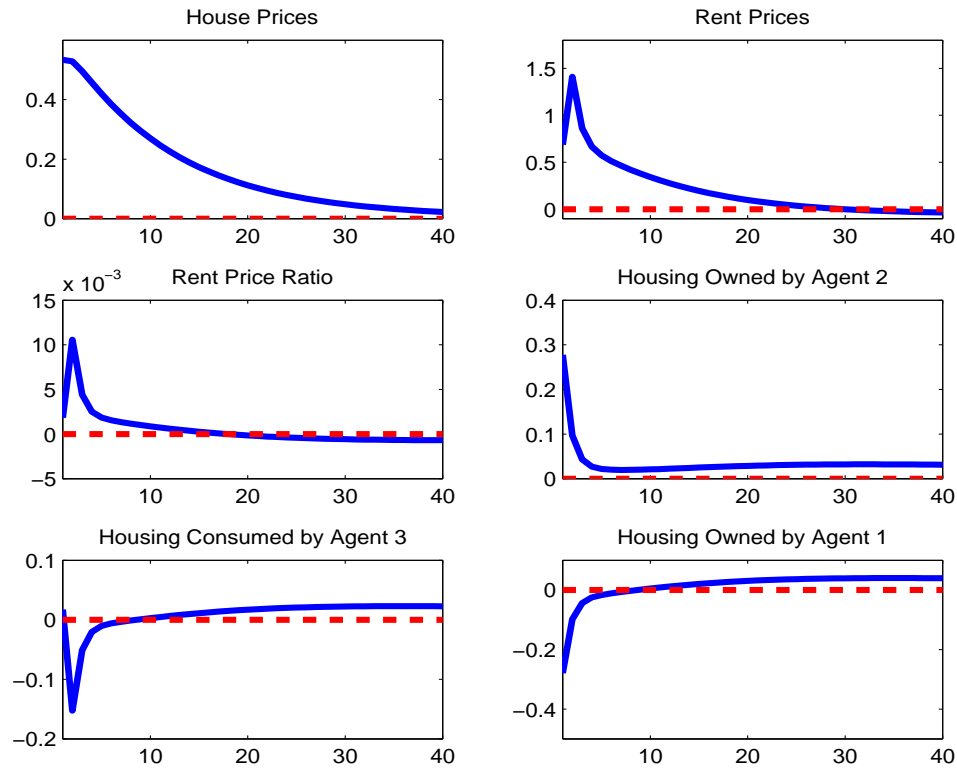 House Prices
0.4
0.2
0
10 20 30 40
Rent Prices
1.5
1
0.5
0
10 20 30 40
x 10⁻³
Rent Price Ratio
15
10
5
0
−5
10 20 30 40
Housing Owned by Agent 2
0.4
0.3
0.2
0.1
0
10 20 30 40
Housing Consumed by Agent 3
0.1
0
−0.1
−0.2
10 20 30 40
Housing Owned by Agent 1
0
−0.2
−0.4
10 20 30 40